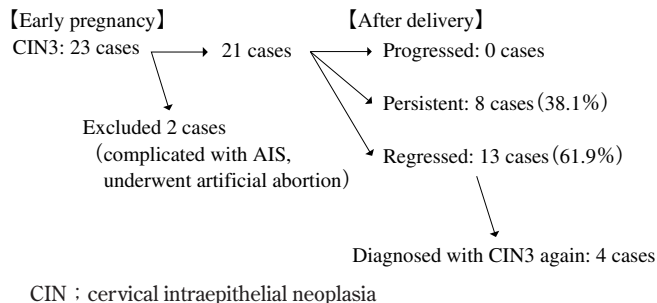 【Early pregnancy】
【After delivery】
CIN3: 23 cases
21 cases
Progressed: 0 cases
Persistent: 8 cases (38.1%)
Excluded 2 cases
(complicated with AIS,
underwent artificial abortion)
Regressed: 13 cases (61.9%)
Diagnosed with CIN3 again: 4 cases
CIN ; cervical intraepithelial neoplasia